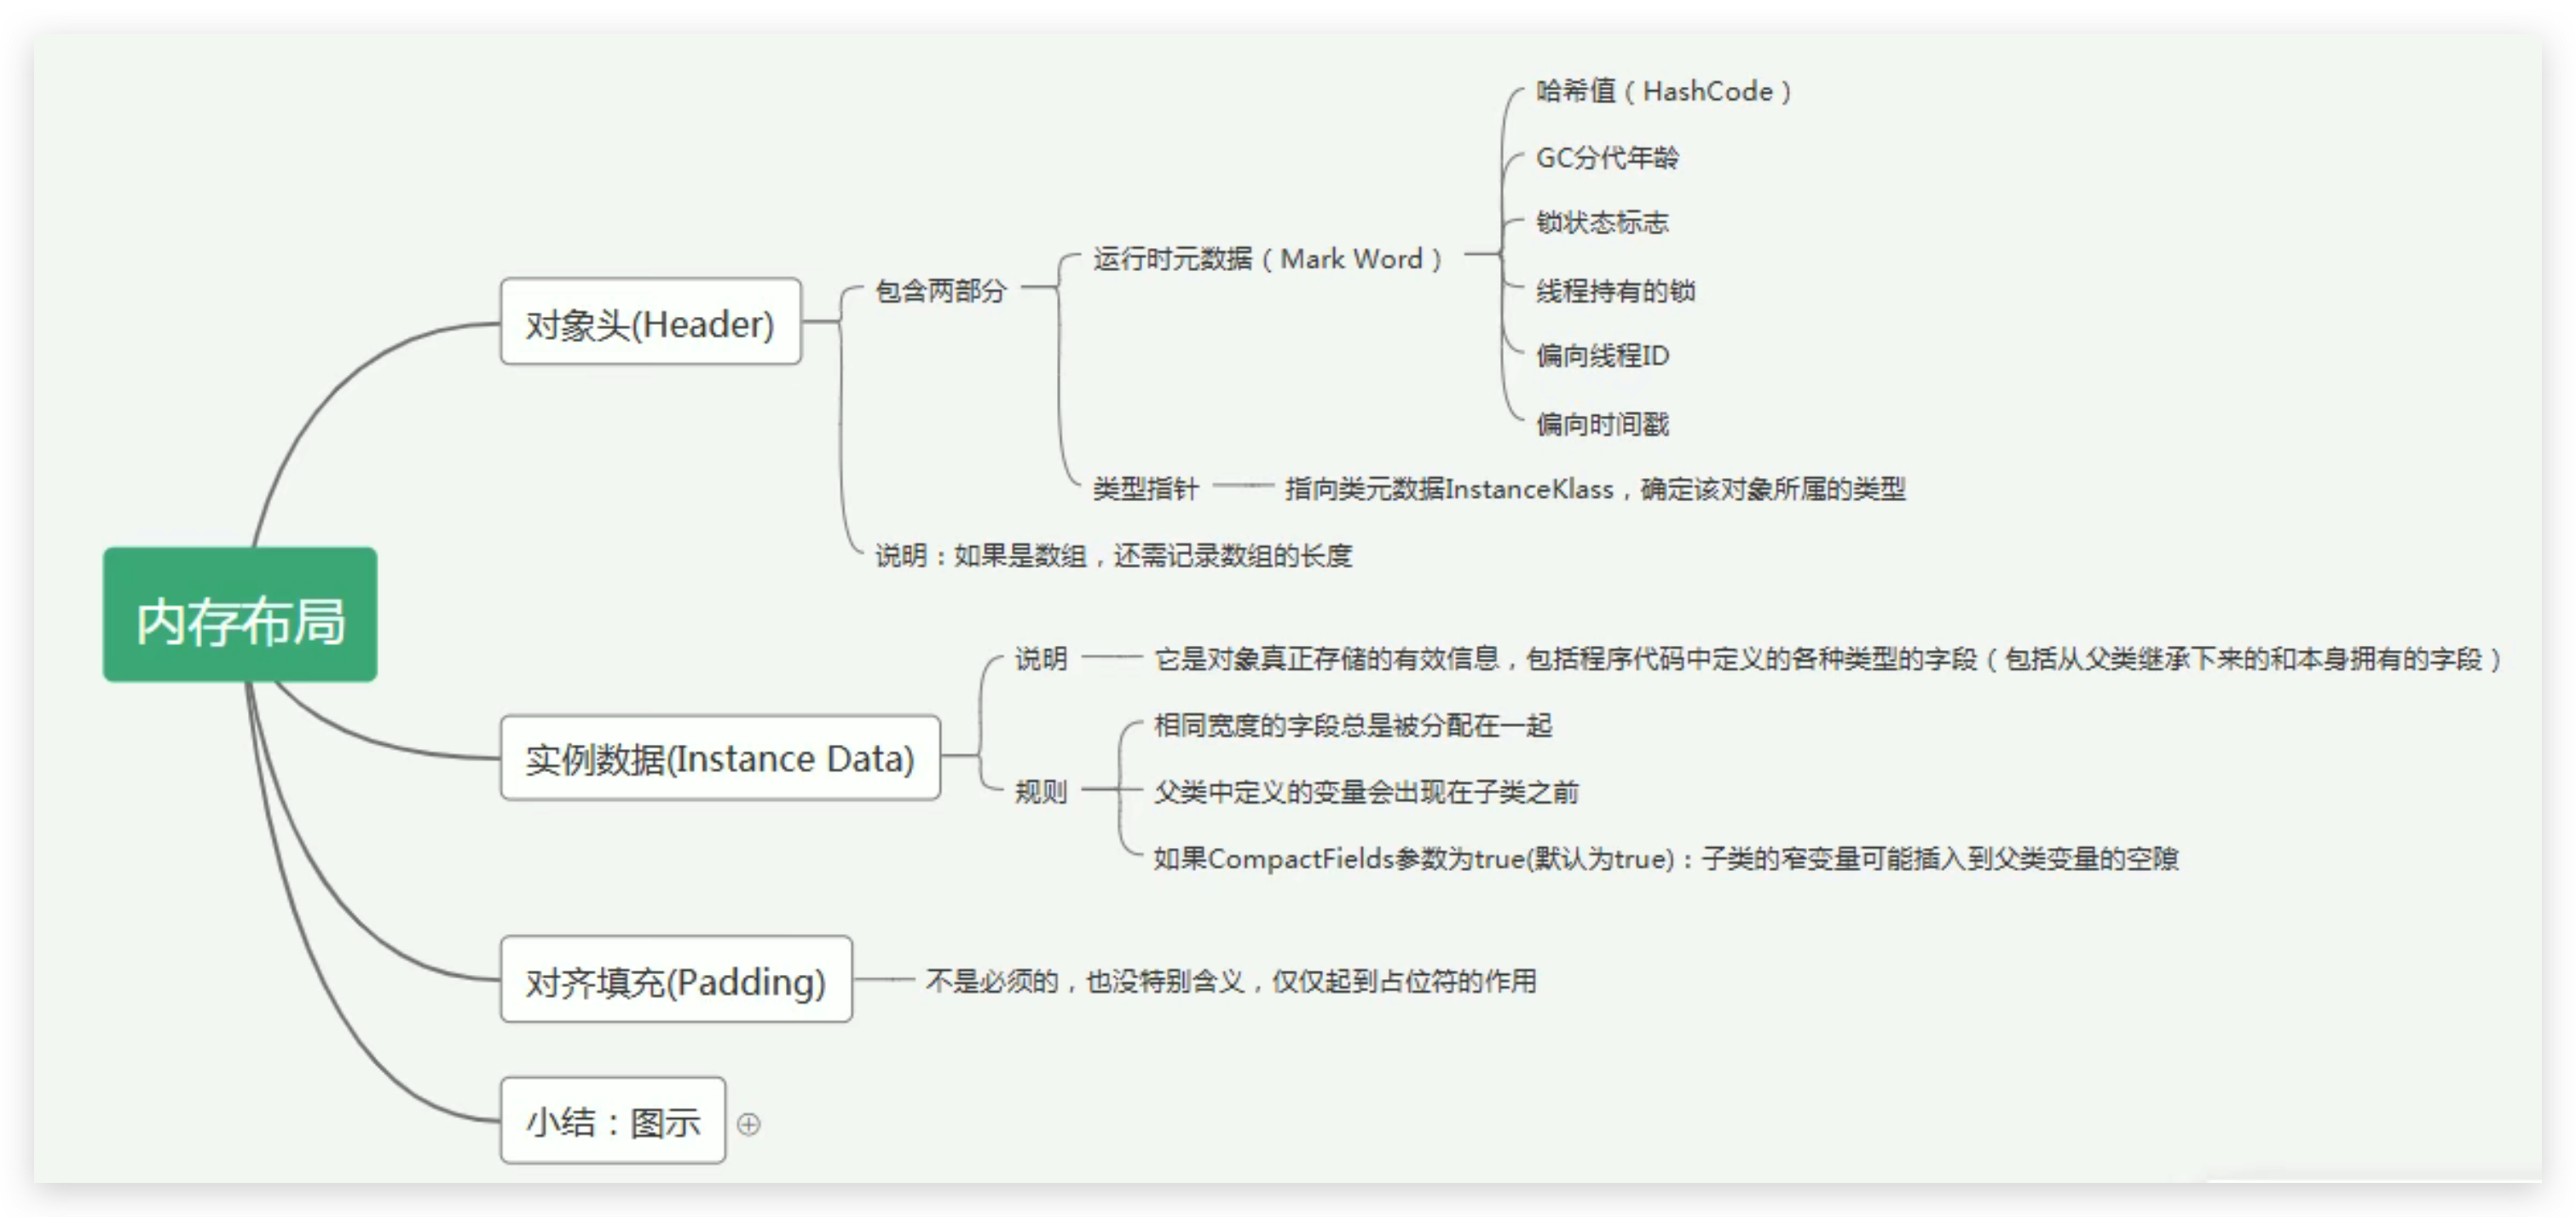 内存布局
对象头(Header)
包含两部分
运行时元数据（Mark Word）
哈希值（HashCode）
GC分代年龄
锁状态标志
线程持有的锁
偏向线程ID
偏向时间戳
类型指针
指向类元数据InstanceKlass，确定该对象所属的类型
说明：如果是数组，还需记录数组的长度
实例数据(Instance Data)
说明
它是对象真正存储的有效信息，包括程序代码中定义的各种类型的字段（包括从父类继承下来的和本身拥有的字段）
规则
相同宽度的字段总是被分配在一起
父类中定义的变量会出现在子类之前
如果CompactFields参数为true(默认为true)：子类的窄变量可能插入到父类变量的空隙
对齐填充(Padding)
不是必须的，也没特别含义，仅仅起到占位符的作用
小结：图示